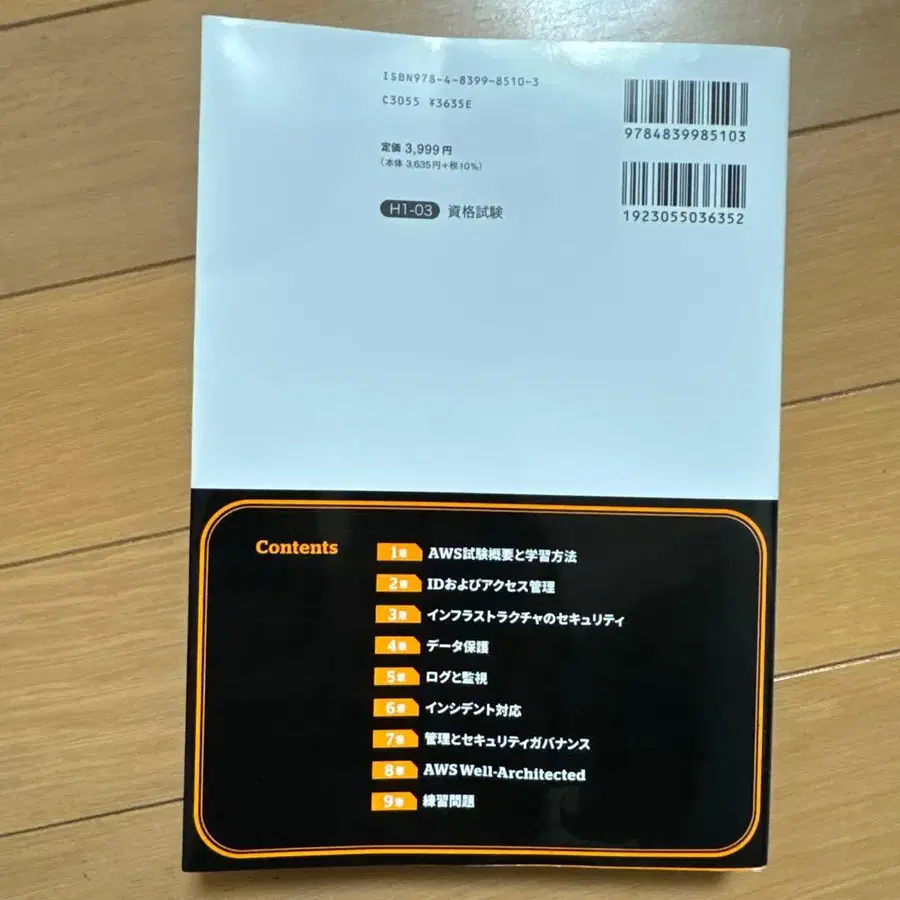 ISBN978-4-8399-8510-3
C3055 ¥3635E
定価 3,999円
(本体 3,635円+税10%)
H1-03 資格試験
9784839985103
1923055036352
Contents
1章 AWS試験概要と学習方法
2章 IDおよびアクセス管理
3章 インフラストラクチャのセキュリティ
4章 データ保護
5章 ログと監視
6章 インシデント対応
7章 管理とセキュリティガバナンス
8章 AWS Well-Architected
9章 練習問題